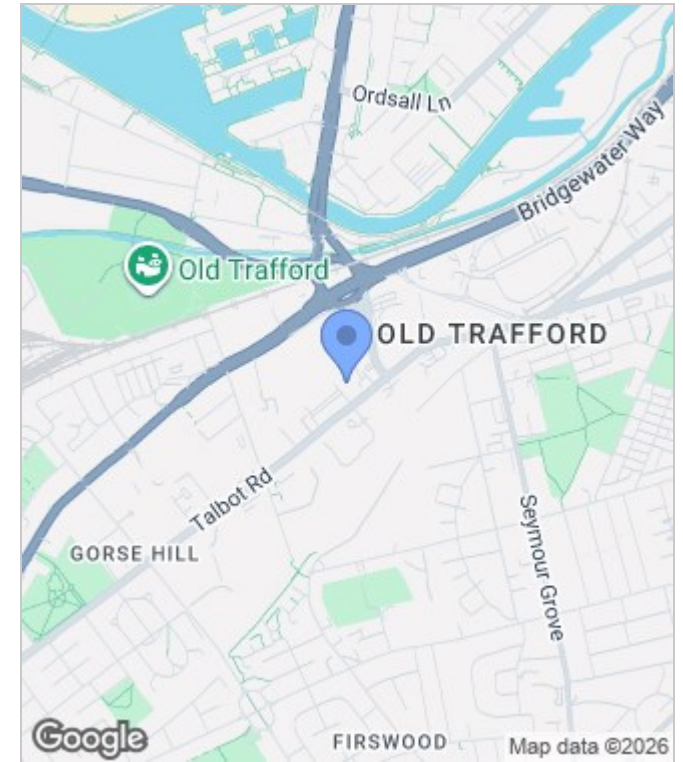 Ordsall Ln
Bridgewater Way
Old Trafford
OLD TRAFFORD
Talbot Rd
Seymour Grove
GORSE HILL
FIRSWOOD
Google
Map data ©2026